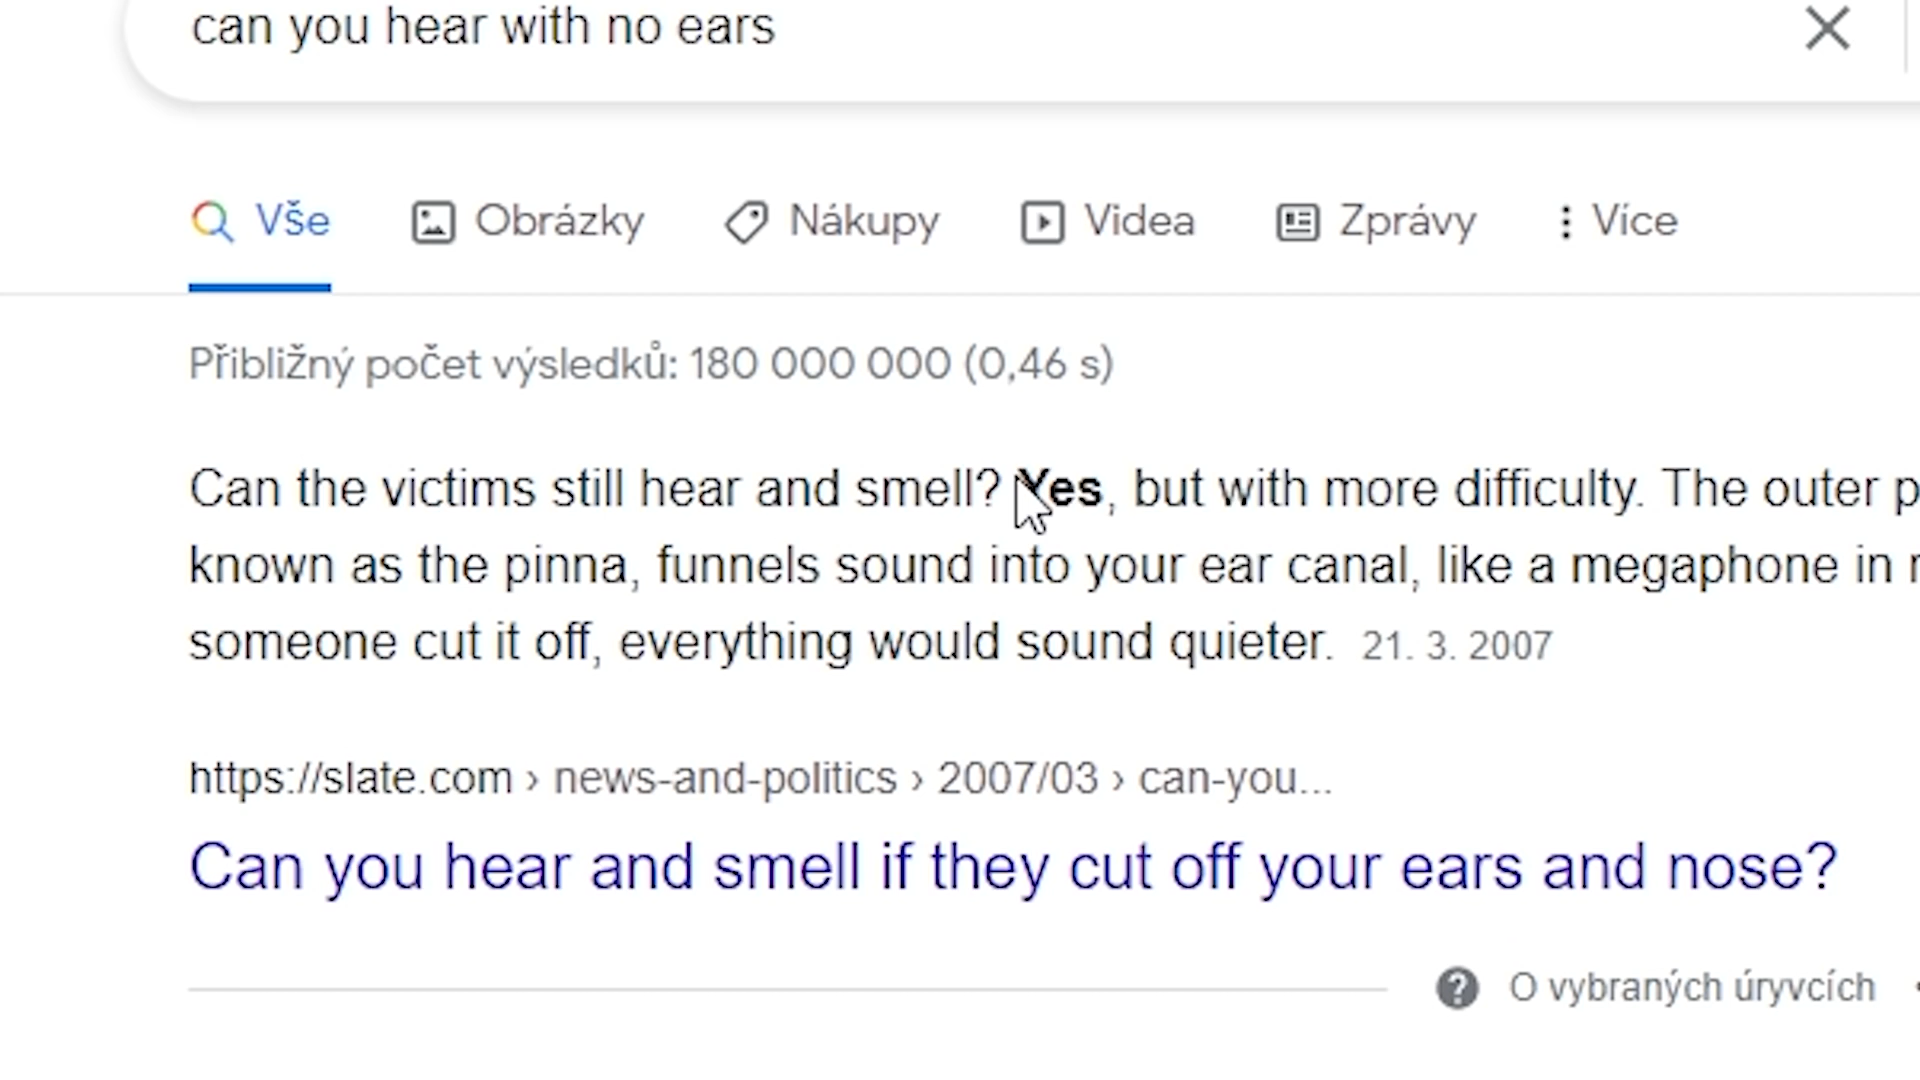 can you hear with no ears
Vše Obrázky Nákupy Videa Zprávy Více
Přibližný počet výsledků: 180 000 000 (0,46 s)
Can the victims still hear and smell? Yes, but with more difficulty. The outer
known as the pinna, funnels sound into your ear canal, like a megaphone in
someone cut it off, everything would sound quieter. 21. 3. 2007
https://slate.com › news-and-politics › 2007/03 › can-you...
Can you hear and smell if they cut off your ears and nose?
O vybraných úryvcích